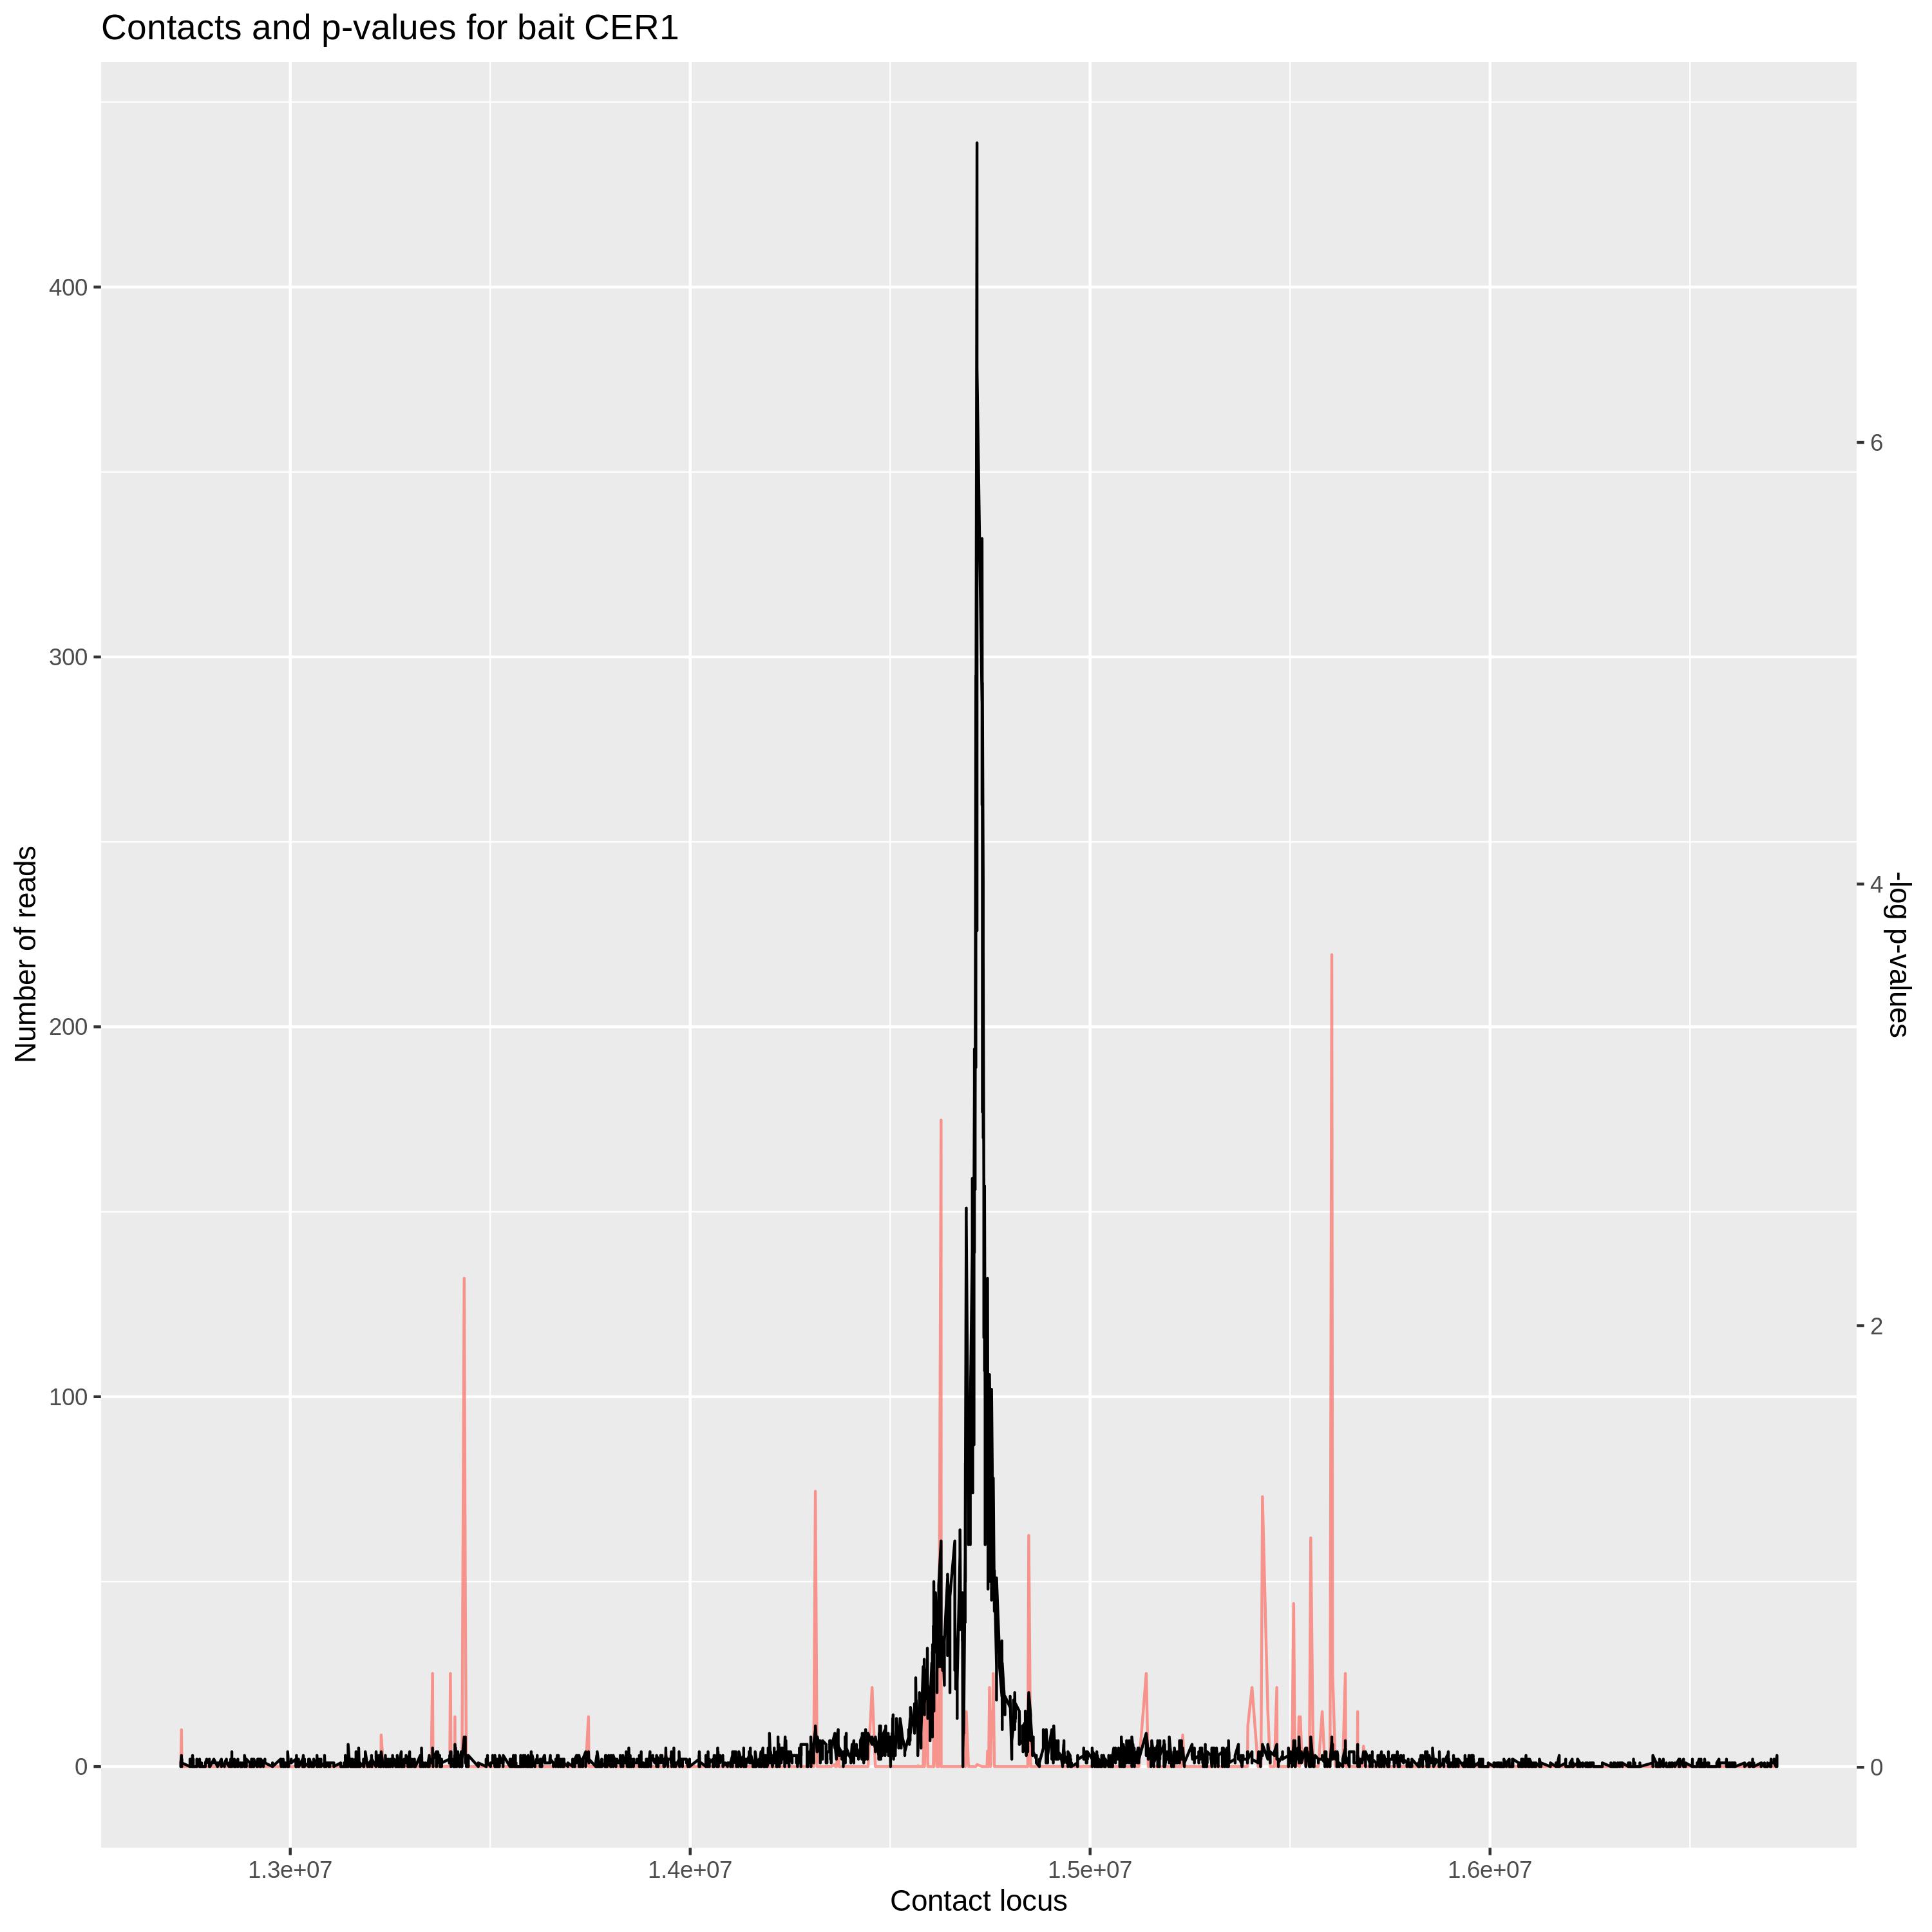 Contacts and p-values for bait CER1
400
300
200
100
0
Number of reads
6
4
2
0
-log p-values
1.3e+07
1.4e+07
1.5e+07
1.6e+07
Contact locus